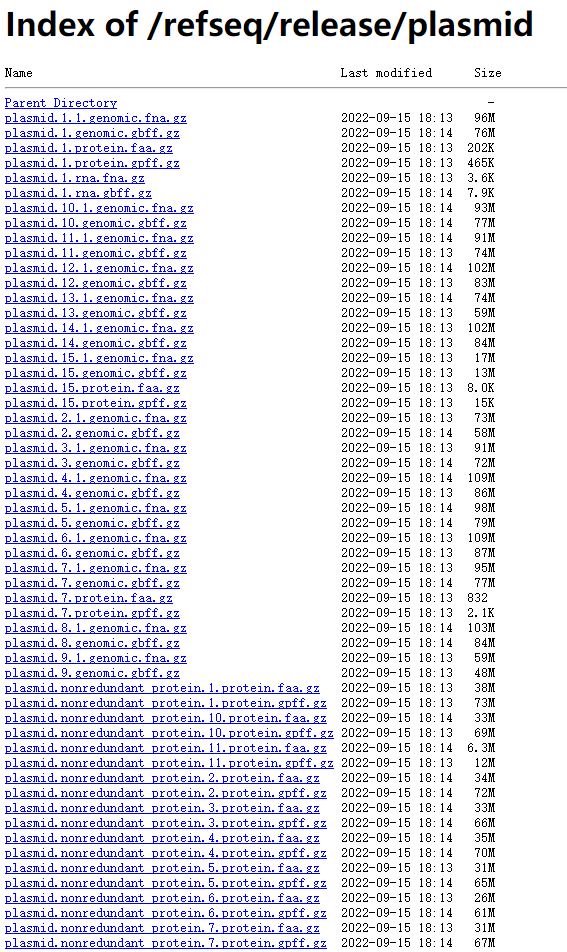 Index of /refseq/release/plasmid
Name Last modified Size
Parent Directory -
plasmid.1.1.genomic.fna.gz 2022-09-15 18:13 96M
plasmid.1.genomic.gbff.gz 2022-09-15 18:14 76M
plasmid.1.protein.faa.gz 2022-09-15 18:13 202K
plasmid.1.protein.gpff.gz 2022-09-15 18:13 465K
plasmid.1.rna.fna.gz 2022-09-15 18:13 3.6K
plasmid.1.rna.gbff.gz 2022-09-15 18:14 7.9K
plasmid.10.1.genomic.fna.gz 2022-09-15 18:14 93M
plasmid.10.genomic.gbff.gz 2022-09-15 18:14 77M
plasmid.11.1.genomic.fna.gz 2022-09-15 18:14 91M
plasmid.11.genomic.gbff.gz 2022-09-15 18:13 74M
plasmid.12.1.genomic.fna.gz 2022-09-15 18:14 102M
plasmid.12.genomic.gbff.gz 2022-09-15 18:14 83M
plasmid.13.1.genomic.fna.gz 2022-09-15 18:14 74M
plasmid.13.genomic.gbff.gz 2022-09-15 18:13 59M
plasmid.14.1.genomic.fna.gz 2022-09-15 18:13 102M
plasmid.14.genomic.gbff.gz 2022-09-15 18:14 84M
plasmid.15.1.genomic.fna.gz 2022-09-15 18:13 17M
plasmid.15.genomic.gbff.gz 2022-09-15 18:13 13M
plasmid.15.protein.faa.gz 2022-09-15 18:13 8.0K
plasmid.15.protein.gpff.gz 2022-09-15 18:13 15K
plasmid.2.1.genomic.fna.gz 2022-09-15 18:13 73M
plasmid.2.genomic.gbff.gz 2022-09-15 18:14 58M
plasmid.3.1.genomic.fna.gz 2022-09-15 18:13 91M
plasmid.3.genomic.gbff.gz 2022-09-15 18:14 72M
plasmid.4.1.genomic.fna.gz 2022-09-15 18:14 109M
plasmid.4.genomic.gbff.gz 2022-09-15 18:13 86M
plasmid.5.1.genomic.fna.gz 2022-09-15 18:14 98M
plasmid.5.genomic.gbff.gz 2022-09-15 18:14 79M
plasmid.6.1.genomic.fna.gz 2022-09-15 18:13 109M
plasmid.6.genomic.gbff.gz 2022-09-15 18:13 87M
plasmid.7.1.genomic.fna.gz 2022-09-15 18:13 95M
plasmid.7.genomic.gbff.gz 2022-09-15 18:14 77M
plasmid.7.protein.faa.gz 2022-09-15 18:13 832
plasmid.7.protein.gpff.gz 2022-09-15 18:13 2.1K
plasmid.8.1.genomic.fna.gz 2022-09-15 18:14 103M
plasmid.8.genomic.gbff.gz 2022-09-15 18:14 84M
plasmid.9.1.genomic.fna.gz 2022-09-15 18:13 59M
plasmid.9.genomic.gbff.gz 2022-09-15 18:13 48M
plasmid.nonredundant_protein.1.protein.faa.gz 2022-09-15 18:13 38M
plasmid.nonredundant_protein.1.protein.gpff.gz 2022-09-15 18:13 73M
plasmid.nonredundant_protein.10.protein.faa.gz 2022-09-15 18:14 33M
plasmid.nonredundant_protein.10.protein.gpff.gz 2022-09-15 18:13 69M
plasmid.nonredundant_protein.11.protein.faa.gz 2022-09-15 18:14 6.3M
plasmid.nonredundant_protein.11.protein.gpff.gz 2022-09-15 18:13 12M
plasmid.nonredundant_protein.2.protein.faa.gz 2022-09-15 18:14 34M
plasmid.nonredundant_protein.2.protein.gpff.gz 2022-09-15 18:14 72M
plasmid.nonredundant_protein.3.protein.faa.gz 2022-09-15 18:14 33M
plasmid.nonredundant_protein.3.protein.gpff.gz 2022-09-15 18:13 66M
plasmid.nonredundant_protein.4.protein.faa.gz 2022-09-15 18:14 35M
plasmid.nonredundant_protein.4.protein.gpff.gz 2022-09-15 18:14 70M
plasmid.nonredundant_protein.5.protein.faa.gz 2022-09-15 18:13 31M
plasmid.nonredundant_protein.5.protein.gpff.gz 2022-09-15 18:14 65M
plasmid.nonredundant_protein.6.protein.faa.gz 2022-09-15 18:13 26M
plasmid.nonredundant_protein.6.protein.gpff.gz 2022-09-15 18:14 61M
plasmid.nonredundant_protein.7.protein.faa.gz 2022-09-15 18:13 31M
plasmid.nonredundant_protein.7.protein.gpff.gz 2022-09-15 18:14 67M